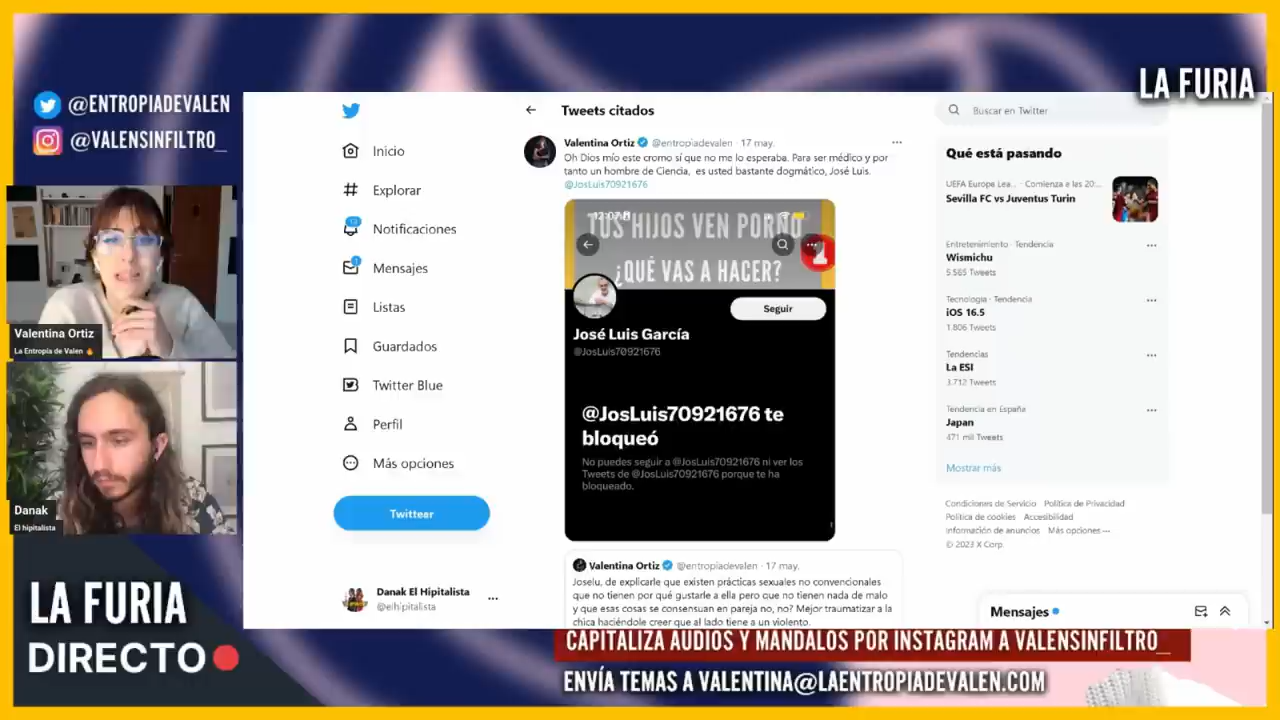 @ENTROPIADEVALEN
@VALENSINFILTRO_
LA FURIA
Valentina Ortiz
La Entropía de Valen
Danak
El hipitalista
LA FURIA
DIRECTO
Inicio
Explorar
13
Notificaciones
1
Mensajes
Listas
Guardados
Twitter Blue
Perfil
Más opciones
Twittear
Danak El Hipitalista
@elhipitalista
Tweets citados
Valentina Ortiz @entropiadevalen · 17 may.
Oh Dios mío este cromo sí que no me lo esperaba. Para ser médico y por
tanto un hombre de Ciencia, es usted bastante dogmático, José Luis.
@JosLuis70921676
12:07
TUS HIJOS VEN PORNO
¿QUÉ VAS A HACER?
Seguir
José Luis García
@JosLuis70921676
@JosLuis70921676 te
bloqueó
No puedes seguir a @JosLuis70921676 ni ver los
Tweets de @JosLuis70921676 porque te ha
bloqueado.
Valentina Ortiz @entropiadevalen · 17 may.
Joselu, de explicarle que existen prácticas sexuales no convencionales
que no tienen por qué gustarle a ella pero que no tienen nada de malo
y que esas cosas se consensuan en pareja no, no? Mejor traumatizar a la
chica haciéndole creer que al lado tiene a un violento.
Buscar en Twitter
Qué está pasando
UEFA Europa Lea... · Comienza a las 20:...
Sevilla FC vs Juventus Turin
Entretenimiento · Tendencia
Wismichu
5.565 Tweets
Tecnología · Tendencia
iOS 16.5
1.806 Tweets
Tendencias
La ESI
3.712 Tweets
Tendencia en España
Japan
471 mil Tweets
Mostrar más
Condiciones de Servicio Política de Privacidad
Política de cookies Accesibilidad
Información de anuncios Más opciones ···
© 2023 X Corp.
Mensajes
CAPITALIZA AUDIOS Y MÁNDALOS POR INSTAGRAM A VALENSINFILTRO_
ENVÍA TEMAS A VALENTINA@LAENTROPIADEVALEN.COM